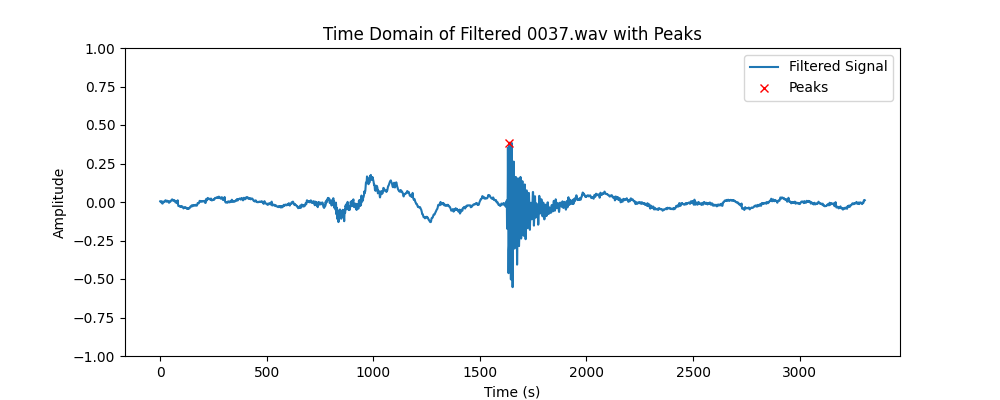 Time Domain of Filtered 0037.wav with Peaks
1.00
0.75
0.50
0.25
0.00
−0.25
−0.50
−0.75
−1.00
Amplitude
Filtered Signal
Peaks
0 500 1000 1500 2000 2500 3000
Time (s)